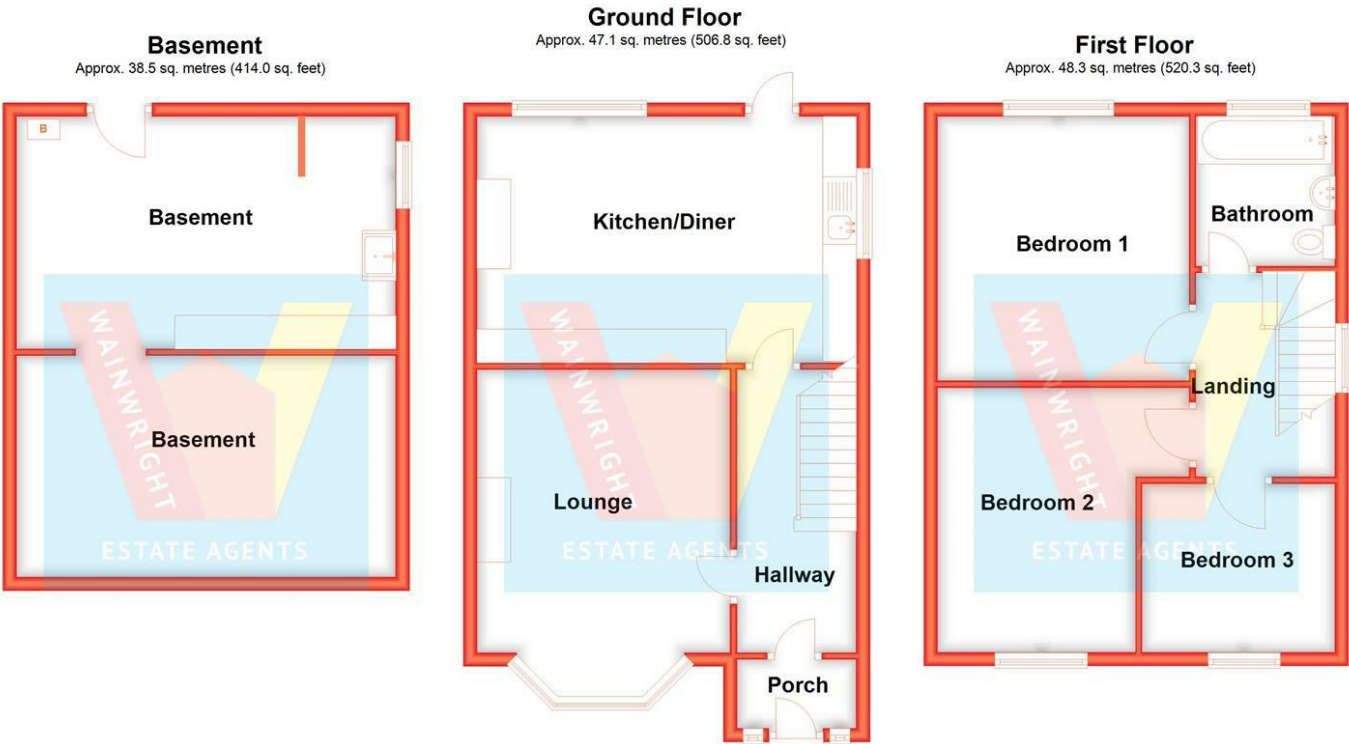 Basement
Approx. 38.5 sq. metres (414.0 sq. feet)
B
Basement
Basement
WAINWRIGHT
ESTATE AGENTS
Ground Floor
Approx. 47.1 sq. metres (506.8 sq. feet)
Kitchen/Diner
Lounge
Hallway
Porch
WAINWRIGHT
ESTATE AGENTS
First Floor
Approx. 48.3 sq. metres (520.3 sq. feet)
Bedroom 1
Bathroom
Landing
Bedroom 2
Bedroom 3
WAINWRIGHT
ESTATE AGENTS